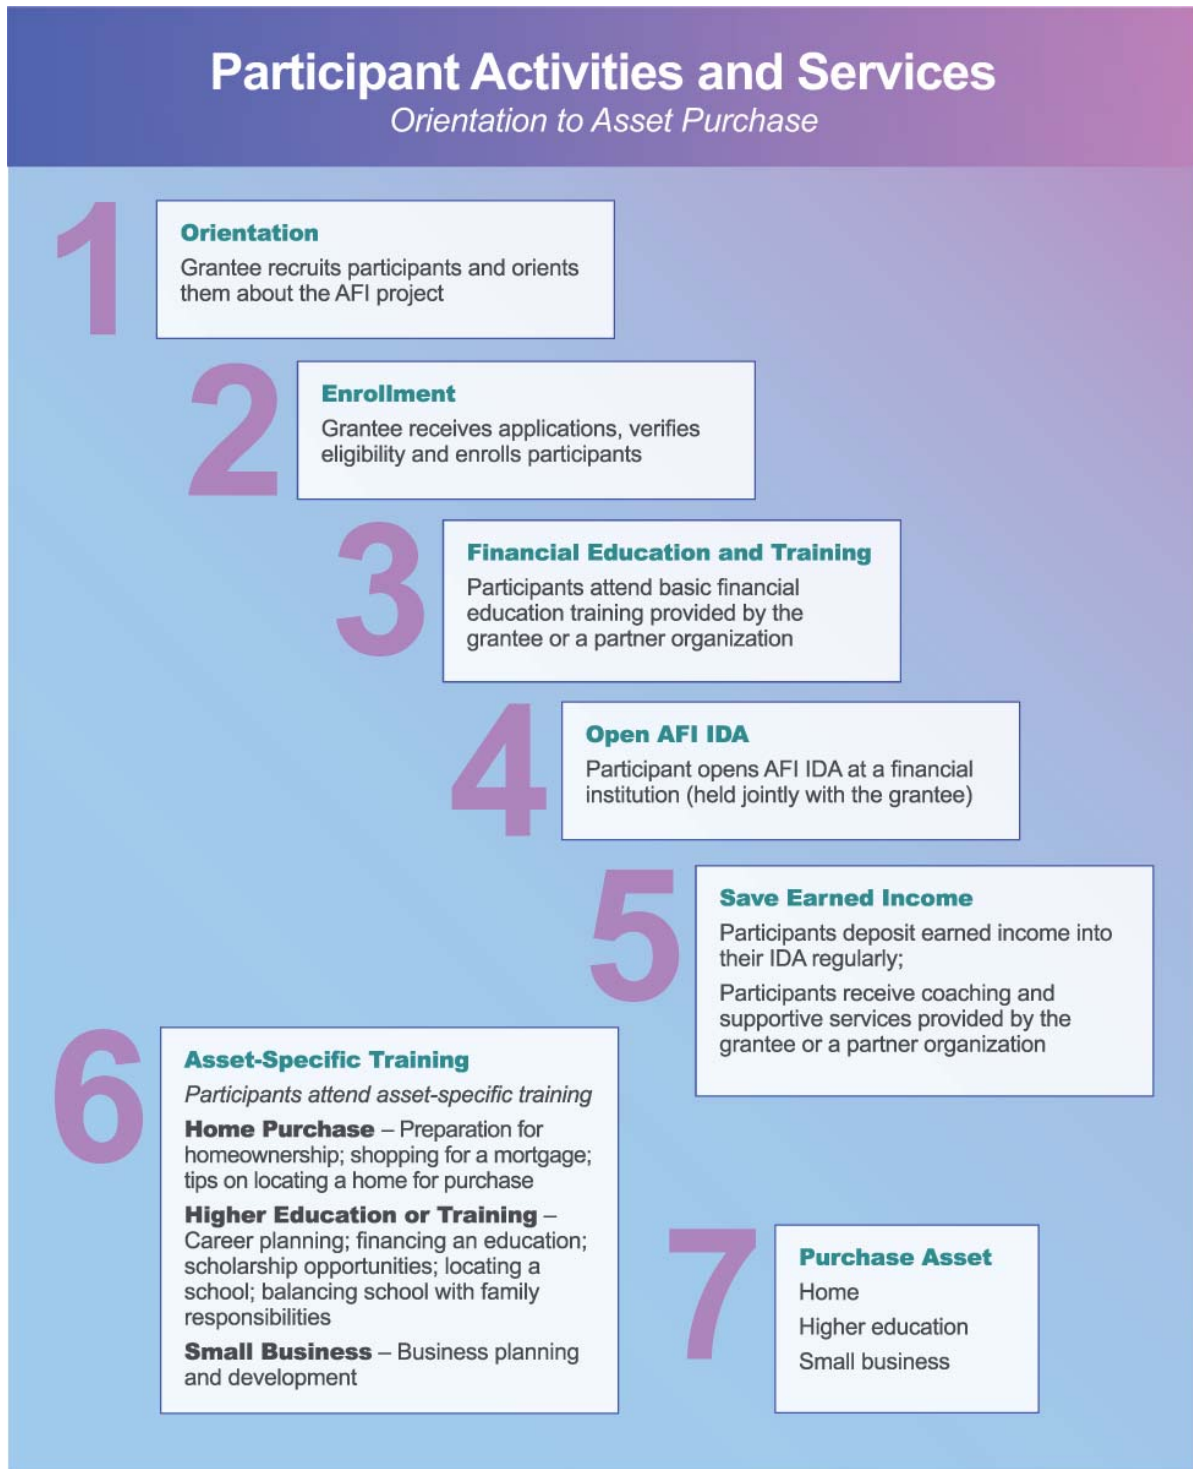 Participant Activities and Services
Orientation to Asset Purchase
1
Orientation
Grantee recruits participants and orients
them about the AFI project
2
Enrollment
Grantee receives applications, verifies
eligibility and enrolls participants
3
Financial Education and Training
Participants attend basic financial
education training provided by the
grantee or a partner organization
4
Open AFI IDA
Participant opens AFI IDA at a financial
institution (held jointly with the grantee)
5
Save Earned Income
Participants deposit earned income into
their IDA regularly;
Participants receive coaching and
supportive services provided by the
grantee or a partner organization
6
Asset-Specific Training
Participants attend asset-specific training
Home Purchase – Preparation for
homeownership; shopping for a mortgage;
tips on locating a home for purchase
Higher Education or Training –
Career planning; financing an education;
scholarship opportunities; locating a
school; balancing school with family
responsibilities
Small Business – Business planning
and development
7
Purchase Asset
Home
Higher education
Small business